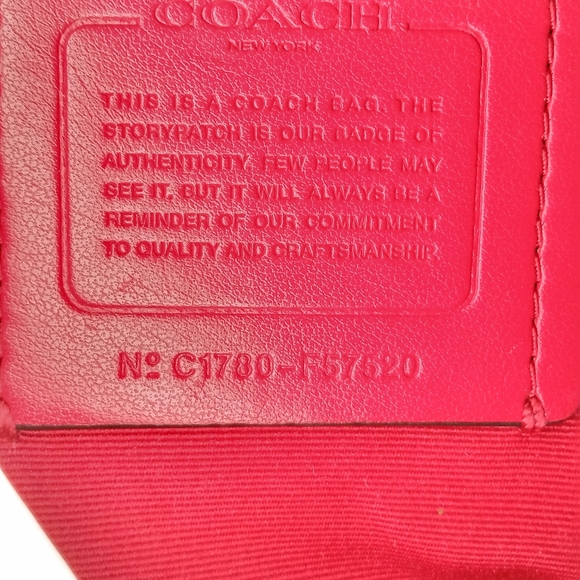 COACH
NEW YORK
THIS IS A COACH BAG. THE
STORYPATCH IS OUR BADGE OF
AUTHENTICITY. FEW PEOPLE MAY
SEE IT, BUT IT WILL ALWAYS BE A
REMINDER OF OUR COMMITMENT
TO QUALITY AND CRAFTSMANSHIP.
Nº C1780-F57520